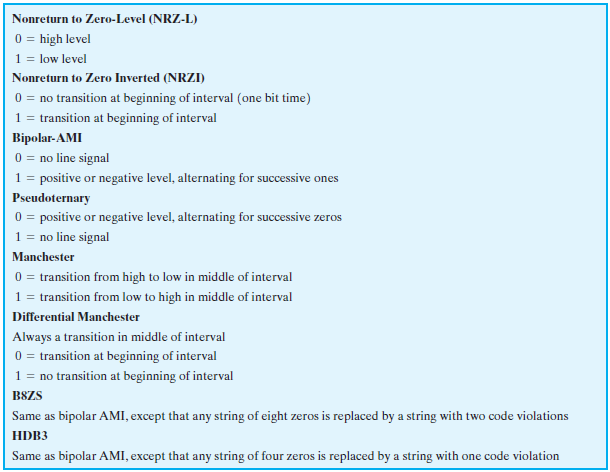 Nonreturn to Zero-Level (NRZ-L)
0 = high level
1 = low level
Nonreturn to Zero Inverted (NRZI)
0 = no transition at beginning of interval (one bit time)
1 = transition at beginning of interval
Bipolar-AMI
0 = no line signal
1 = positive or negative level, alternating for successive ones
Pseudoternary
0 = positive or negative level, alternating for successive zeros
1 = no line signal
Manchester
0 = transition from high to low in middle of interval
1 = transition from low to high in middle of interval
Differential Manchester
Always a transition in middle of interval
0 = transition at beginning of interval
1 = no transition at beginning of interval
B8ZS
Same as bipolar AMI, except that any string of eight zeros is replaced by a string with two code violations
HDB3
Same as bipolar AMI, except that any string of four zeros is replaced by a string with one code violation